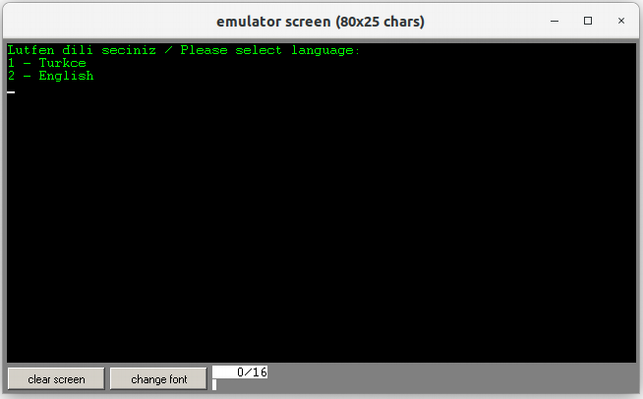 emulator screen (80x25 chars)
Lutfen dili seciniz / Please select language:
1 - Turkce
2 - English
clear screen
change font
0/16